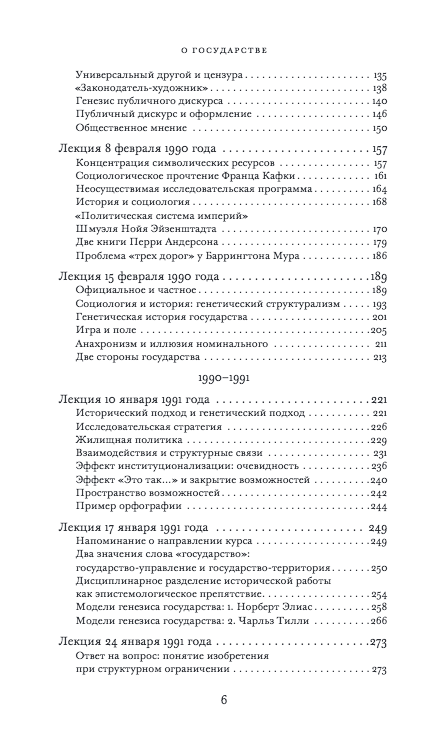 О ГОСУДАРСТВЕ
Универсальный другой и цензура . . . . . . . . . . . . . . . . . . . . . . 135
«Законодатель-художник» . . . . . . . . . . . . . . . . . . . . . . . . . . . . 138
Генезис публичного дискурса . . . . . . . . . . . . . . . . . . . . . . . . . 140
Публичный дискурс и оформление . . . . . . . . . . . . . . . . . . . . 146
Общественное мнение . . . . . . . . . . . . . . . . . . . . . . . . . . . . . . . 150
Лекция 8 февраля 1990 года . . . . . . . . . . . . . . . . . . . . . . 157
Концентрация символических ресурсов . . . . . . . . . . . . . . . . 157
Социологическое прочтение Франца Кафки . . . . . . . . . . . . . 161
Неосуществимая исследовательская программа . . . . . . . . . 164
История и социология . . . . . . . . . . . . . . . . . . . . . . . . . . . . . . 168
«Политическая система империй»
Шмуэля Нойя Эйзенштадта . . . . . . . . . . . . . . . . . . . . . . . . . . 170
Две книги Перри Андерсона . . . . . . . . . . . . . . . . . . . . . . . . . 179
Проблема «трех дорог» у Баррингтона Мура . . . . . . . . . . . . 186
Лекция 15 февраля 1990 года . . . . . . . . . . . . . . . . . . . . . 189
Официальное и частное . . . . . . . . . . . . . . . . . . . . . . . . . . . . . 189
Социология и история: генетический структурализм . . . . 193
Генетическая история государства . . . . . . . . . . . . . . . . . . . . 201
Игра и поле . . . . . . . . . . . . . . . . . . . . . . . . . . . . . . . . . . . . . . . 205
Анахронизм и иллюзия номинального . . . . . . . . . . . . . . . . . 211
Две стороны государства . . . . . . . . . . . . . . . . . . . . . . . . . . . . 213
1990–1991
Лекция 10 января 1991 года . . . . . . . . . . . . . . . . . . . . . . . 221
Исторический подход и генетический подход . . . . . . . . . . 221
Исследовательская стратегия . . . . . . . . . . . . . . . . . . . . . . . . 226
Жилищная политика . . . . . . . . . . . . . . . . . . . . . . . . . . . . . . . 229
Взаимодействия и структурные связи . . . . . . . . . . . . . . . . . 231
Эффект институционализации: очевидность . . . . . . . . . . . 236
Эффект «Это так...» и закрытие возможностей . . . . . . . . . 240
Пространство возможностей . . . . . . . . . . . . . . . . . . . . . . . . . 242
Пример орфографии . . . . . . . . . . . . . . . . . . . . . . . . . . . . . . . 244
Лекция 17 января 1991 года . . . . . . . . . . . . . . . . . . . . . . . 249
Напоминание о направлении курса . . . . . . . . . . . . . . . . . . . 249
Два значения слова «государство»:
государство-управление и государство-территория . . . . . . 250
Дисциплинарное разделение исторической работы
как эпистемологическое препятствие . . . . . . . . . . . . . . . . . . 254
Модели генезиса государства: 1. Норберт Элиас . . . . . . . . . 258
Модели генезиса государства: 2. Чарльз Тилли . . . . . . . . . 266
Лекция 24 января 1991 года . . . . . . . . . . . . . . . . . . . . . . . 273
Ответ на вопрос: понятие изобретения
при структурном ограничении . . . . . . . . . . . . . . . . . . . . . . . 273
6